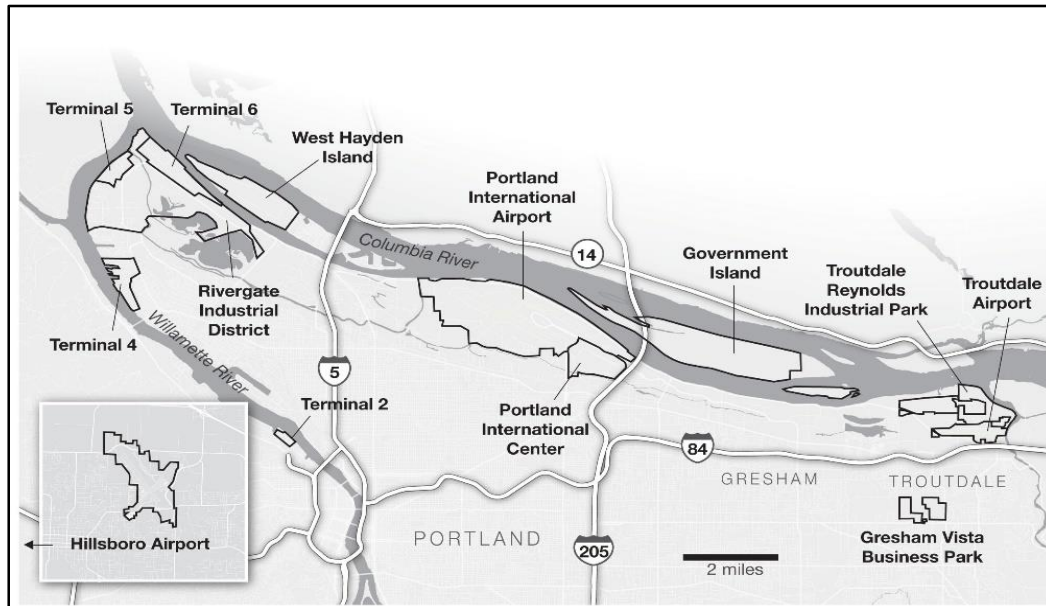 Terminal 5
Terminal 6
West Hayden
Island
Portland
International
Airport
14
Government
Island
Troutdale
Reynolds
Industrial Park
Troutdale
Airport
Columbia River
Rivergate
Industrial
District
Terminal 4
Willamette River
5
Terminal 2
Portland
International
Center
84
GRESHAM
TROUTDALE
Hillsboro Airport
PORTLAND
205
2 miles
Gresham Vista
Business Park